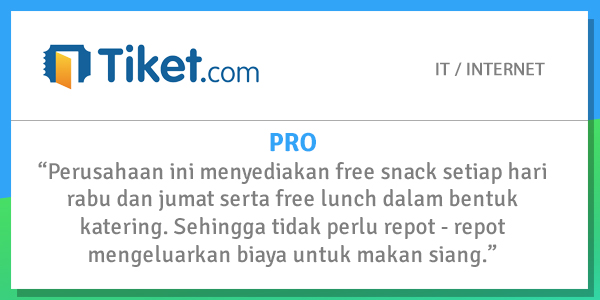 Tiket.com
IT / INTERNET
PRO
“Perusahaan ini menyediakan free snack setiap hari
rabu dan jumat serta free lunch dalam bentuk
katering. Sehingga tidak perlu repot - repot
mengeluarkan biaya untuk makan siang.”